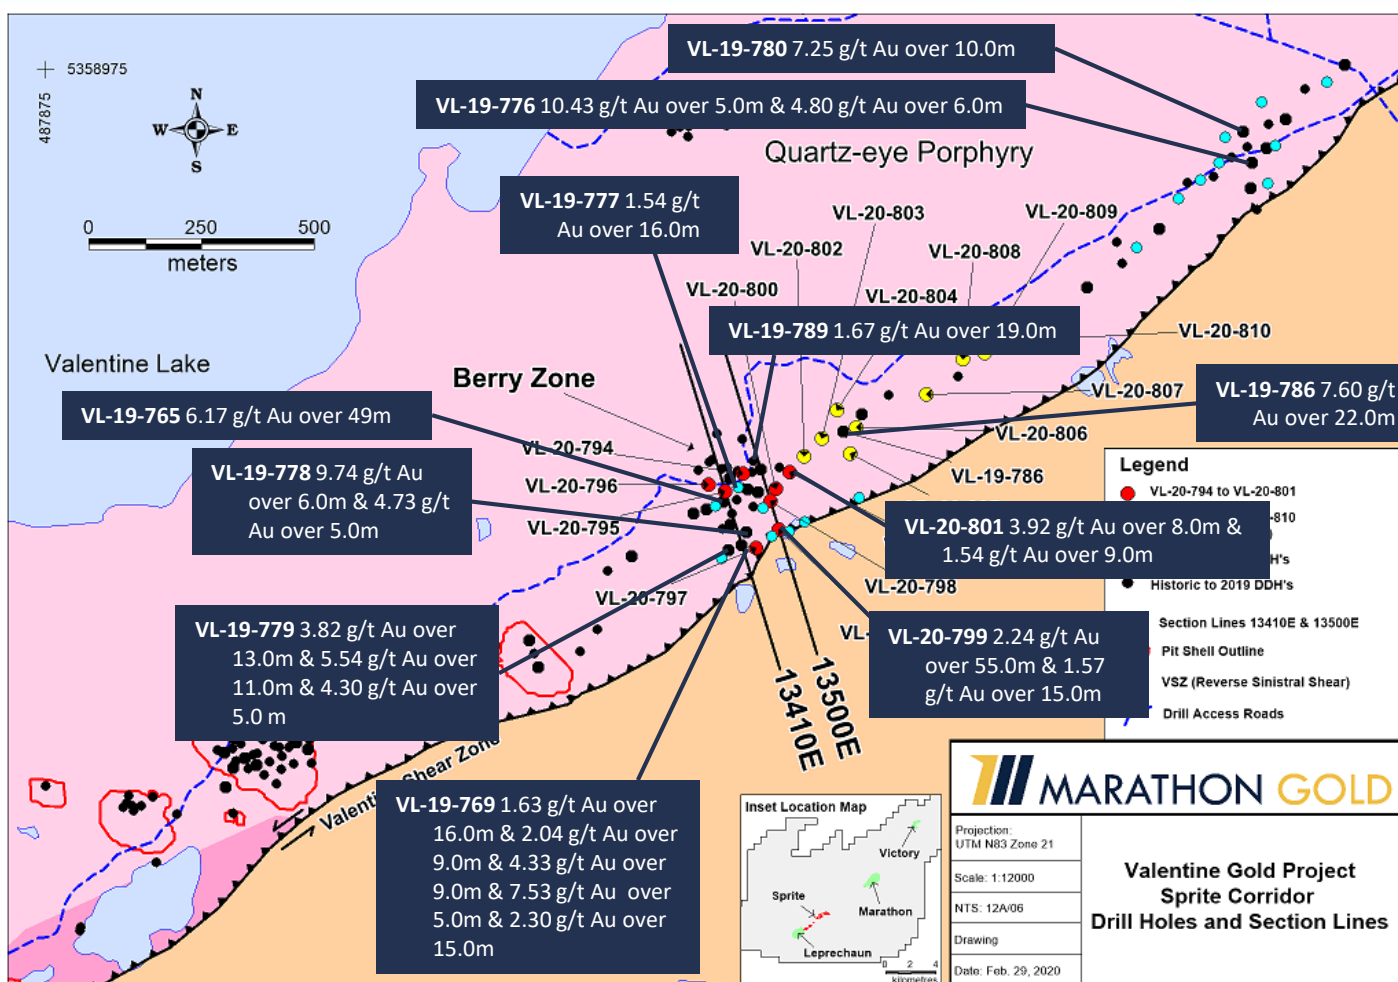 VL-19-780 7.25 g/t Au over 10.0m
5358975
487875
N
W
E
S
VL-19-776 10.43 g/t Au over 5.0m & 4.80 g/t Au over 6.0m
Quartz-eye Porphyry
VL-19-777 1.54 g/t
Au over 16.0m
VL-20-803
VL-20-809
0
250
500
meters
VL-20-802
VL-20-808
VL-20-800
VL-20-804
VL-19-789 1.67 g/t Au over 19.0m
VL-20-810
Valentine Lake
Berry Zone
VL-20-807
VL-19-786 7.60 g/t
Au over 22.0m
VL-19-765 6.17 g/t Au over 49m
VL-20-806
VL-20-794
VL-19-786
VL-19-778 9.74 g/t Au
over 6.0m & 4.73 g/t
Au over 5.0m
VL-20-796
VL-20-795
Legend
VL-20-794 to VL-20-801
-810
)
H's
Historic to 2019 DDH's
Section Lines 13410E & 13500E
Pit Shell Outline
VSZ (Reverse Sinistral Shear)
Drill Access Roads
VL-20-801 3.92 g/t Au over 8.0m &
1.54 g/t Au over 9.0m
VL-20-798
VL-20-797
VL-
VL-20-799 2.24 g/t Au
over 55.0m & 1.57
g/t Au over 15.0m
VL-19-779 3.82 g/t Au over
13.0m & 5.54 g/t Au over
11.0m & 4.30 g/t Au over
5.0 m
13410E
13500E
Valentine Shear Zone
VL-19-769 1.63 g/t Au over
16.0m & 2.04 g/t Au over
9.0m & 4.33 g/t Au over
9.0m & 7.53 g/t Au over
5.0m & 2.30 g/t Au over
15.0m
Inset Location Map
Victory
Sprite
Marathon
Leprechaun
0 2 4
kilometres
MARATHON GOLD
Projection:
UTM N83 Zone 21
Scale: 1:12000
NTS: 12A/06
Drawing
Date: Feb. 29, 2020
Valentine Gold Project
Sprite Corridor
Drill Holes and Section Lines